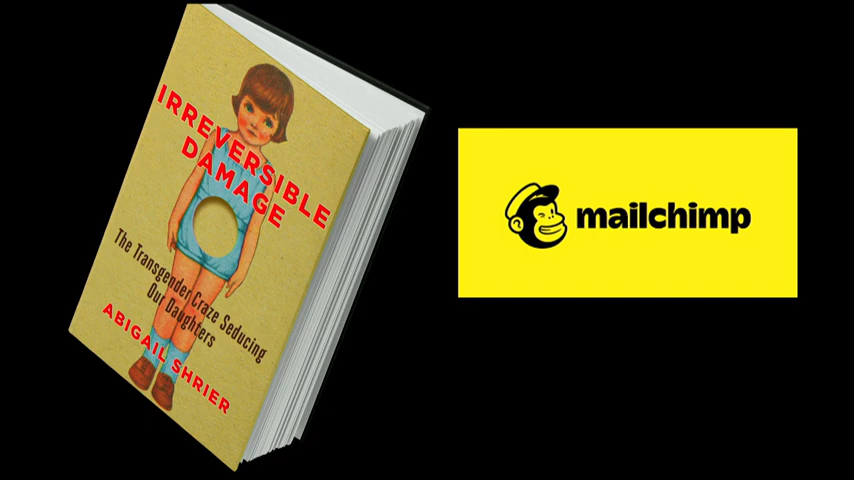 IRREVERSIBLE
DAMAGE
The Transgender Craze Seducing
Our Daughters
ABIGAIL SHRIER
mailchimp